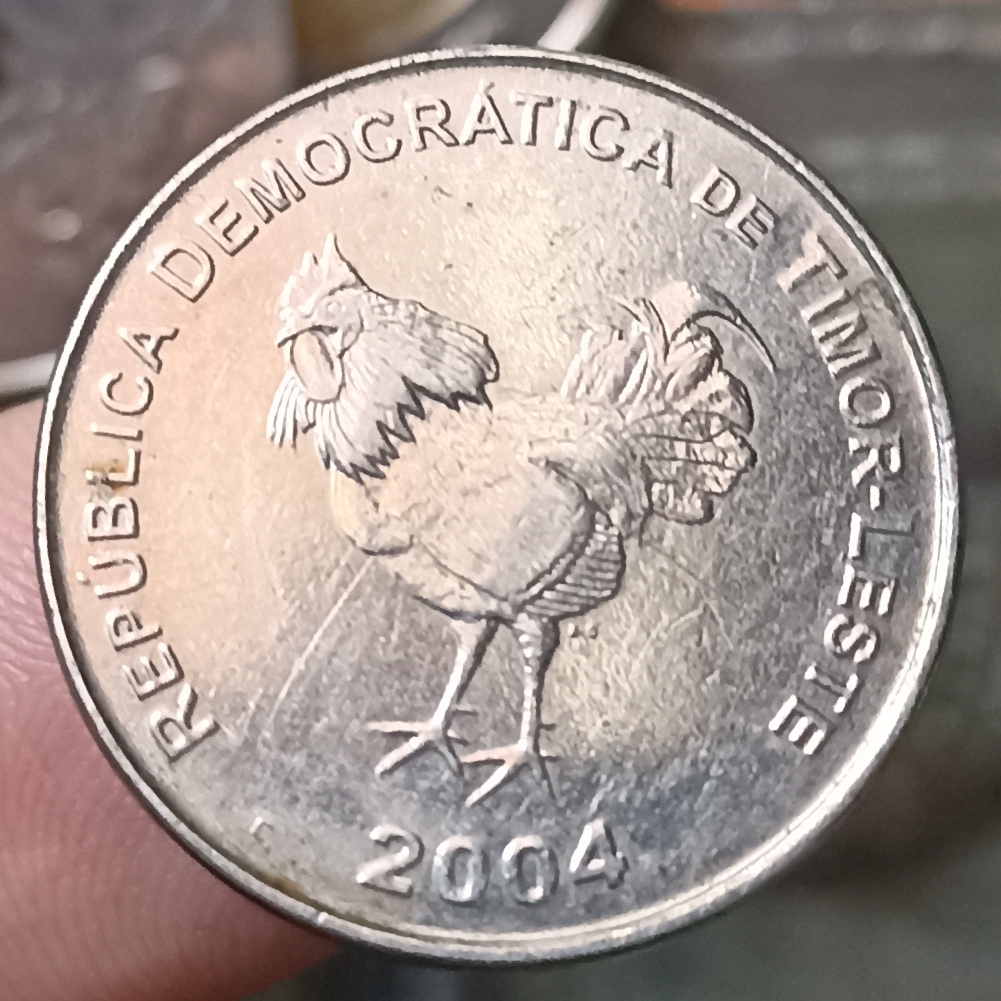 REPÚBLICA DEMOCRÁTICA DE TIMOR-LESTE
2004